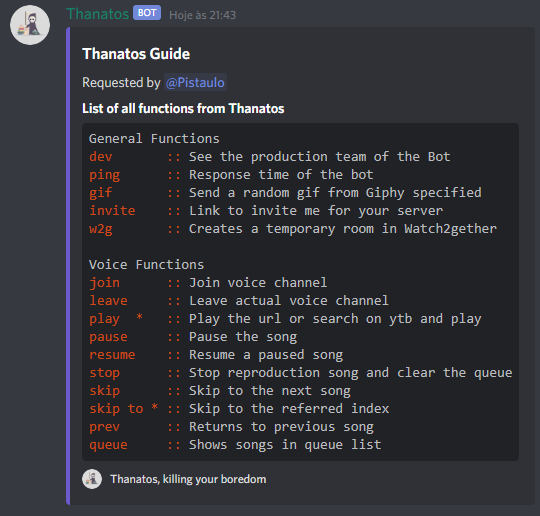 Thanatos BOT Hoje às 21:43
Thanatos Guide
Requested by @Pistaulo
List of all functions from Thanatos
General Functions
dev :: See the production team of the Bot
ping :: Response time of the bot
gif :: Send a random gif from Giphy specified
invite :: Link to invite me for your server
w2g :: Creates a temporary room in Watch2gether
Voice Functions
join :: Join voice channel
leave :: Leave actual voice channel
play * :: Play the url or search on ytb and play
pause :: Pause the song
resume :: Resume a paused song
stop :: Stop reproduction song and clear the queue
skip :: Skip to the next song
skip to * :: Skip to the referred index
prev :: Returns to previous song
queue :: Shows songs in queue list
Thanatos, killing your boredom